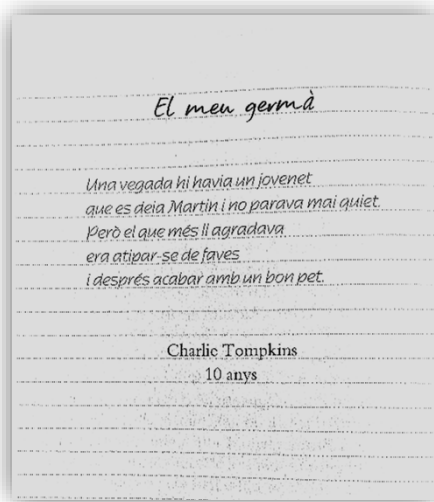 El meu germà
Una vegada hi havia un jovenet
que es deia Martin i no parava mai quiet.
Però el que més li agradava
era atipar-se de faves
i després acabar amb un bon pet.
Charlie Tompkins
10 anys